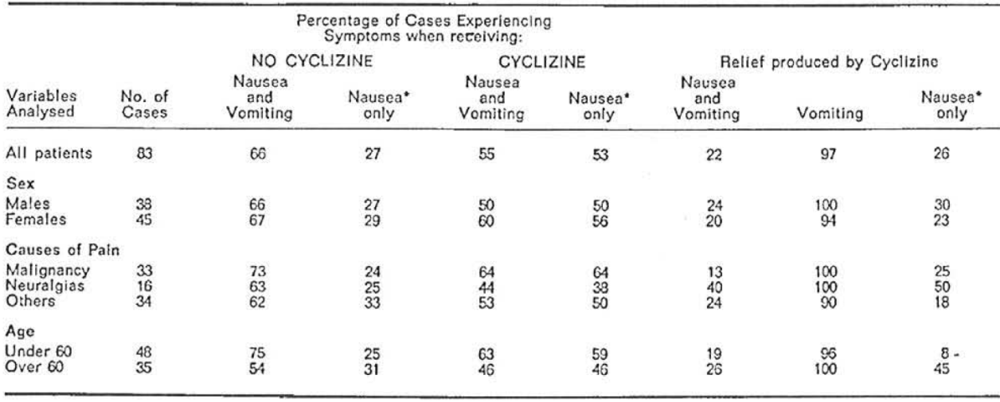 Percentage of Cases Experiencing
Symptoms when receiving:
NO CYCLIZINE CYCLIZINE Relief produced by Cyclizine
Nausea Nausea Nausea
Variables No. of and Nausea* and Nausea* and Nausea*
Analysed Cases Vomiting only Vomiting only Vomiting Vomiting only
All patients 83 66 27 55 53 22 97 26
Sex
Males 38 66 27 50 50 24 100 30
Females 45 67 29 60 56 20 94 23
Causes of Pain
Malignancy 33 73 24 64 64 13 100 25
Neuralgias 16 63 25 44 38 40 100 50
Others 34 62 33 53 50 24 90 18
Age
Under 60 48 75 25 63 59 19 96 8
Over 60 35 54 31 46 46 26 100 45